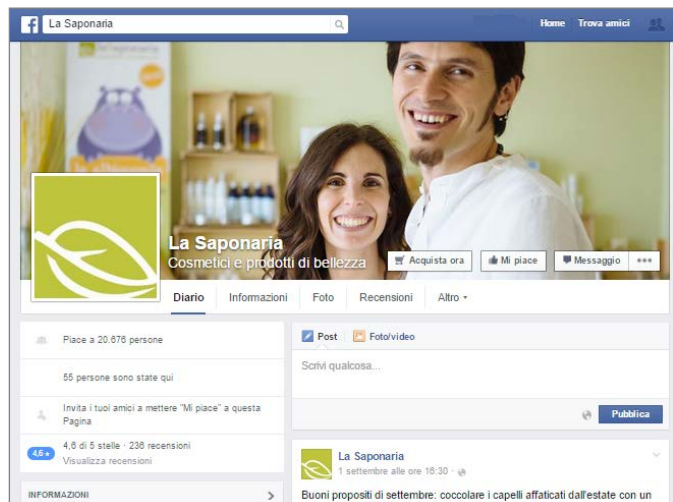 La Saponaria
Home Trova amici
La Saponaria
Cosmetici e prodotti di bellezza
Acquista ora
Mi piace
Messaggio
Diario Informazioni Foto Recensioni Altro
Piace a 20.676 persone
55 persone sono state qui
Invita i tuoi amici a mettere "Mi piace" a questa
Pagina
4,6 ★
4,6 di 5 stelle · 236 recensioni
Visualizza recensioni
INFORMAZIONI
Post Foto/video
Scrivi qualcosa...
Pubblica
La Saponaria
1 settembre alle ore 16:30 ·
Buoni propositi di settembre: coccolare i capelli affaticati dall'estate con un